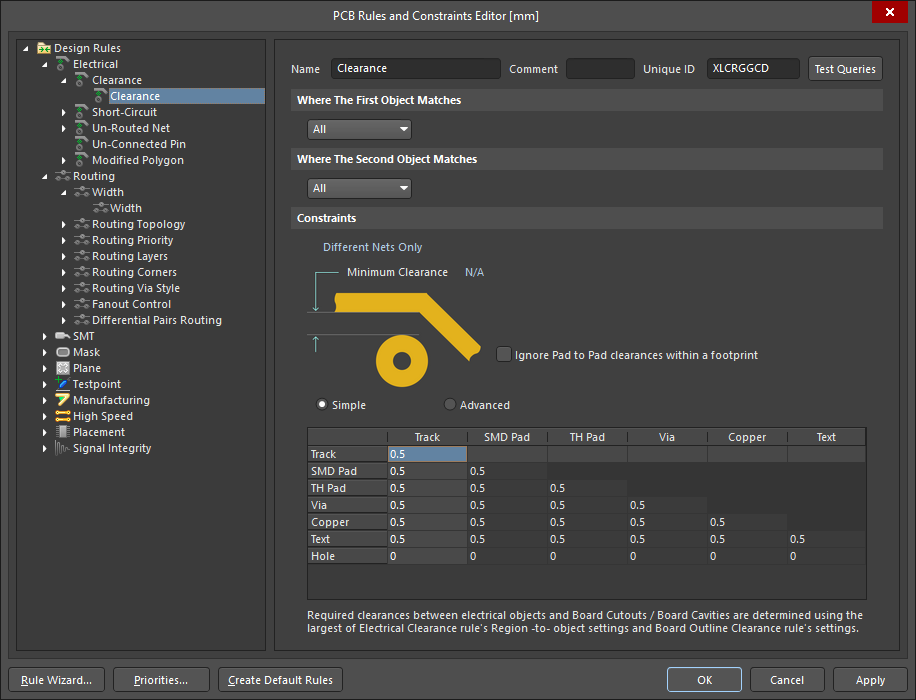 PCB Rules and Constraints Editor [mm]
Design Rules
Electrical
Clearance
Clearance
Short-Circuit
Un-Routed Net
Un-Connected Pin
Modified Polygon
Routing
Width
Width
Routing Topology
Routing Priority
Routing Layers
Routing Corners
Routing Via Style
Fanout Control
Differential Pairs Routing
SMT
Mask
Plane
Testpoint
Manufacturing
High Speed
Placement
Signal Integrity
Name Clearance Comment Unique ID XLCRGGCD Test Queries
Where The First Object Matches
All
Where The Second Object Matches
All
Constraints
Different Nets Only
Minimum Clearance N/A
Ignore Pad to Pad clearances within a footprint
Simple Advanced
Track SMD Pad TH Pad Via Copper Text
Track 0.5
SMD Pad 0.5 0.5
TH Pad 0.5 0.5 0.5
Via 0.5 0.5 0.5 0.5
Copper 0.5 0.5 0.5 0.5 0.5
Text 0.5 0.5 0.5 0.5 0.5 0.5
Hole 0 0 0 0 0 0
Required clearances between electrical objects and Board Cutouts / Board Cavities are determined using the
largest of Electrical Clearance rule's Region -to- object settings and Board Outline Clearance rule's settings.
Rule Wizard... Priorities... Create Default Rules OK Cancel Apply